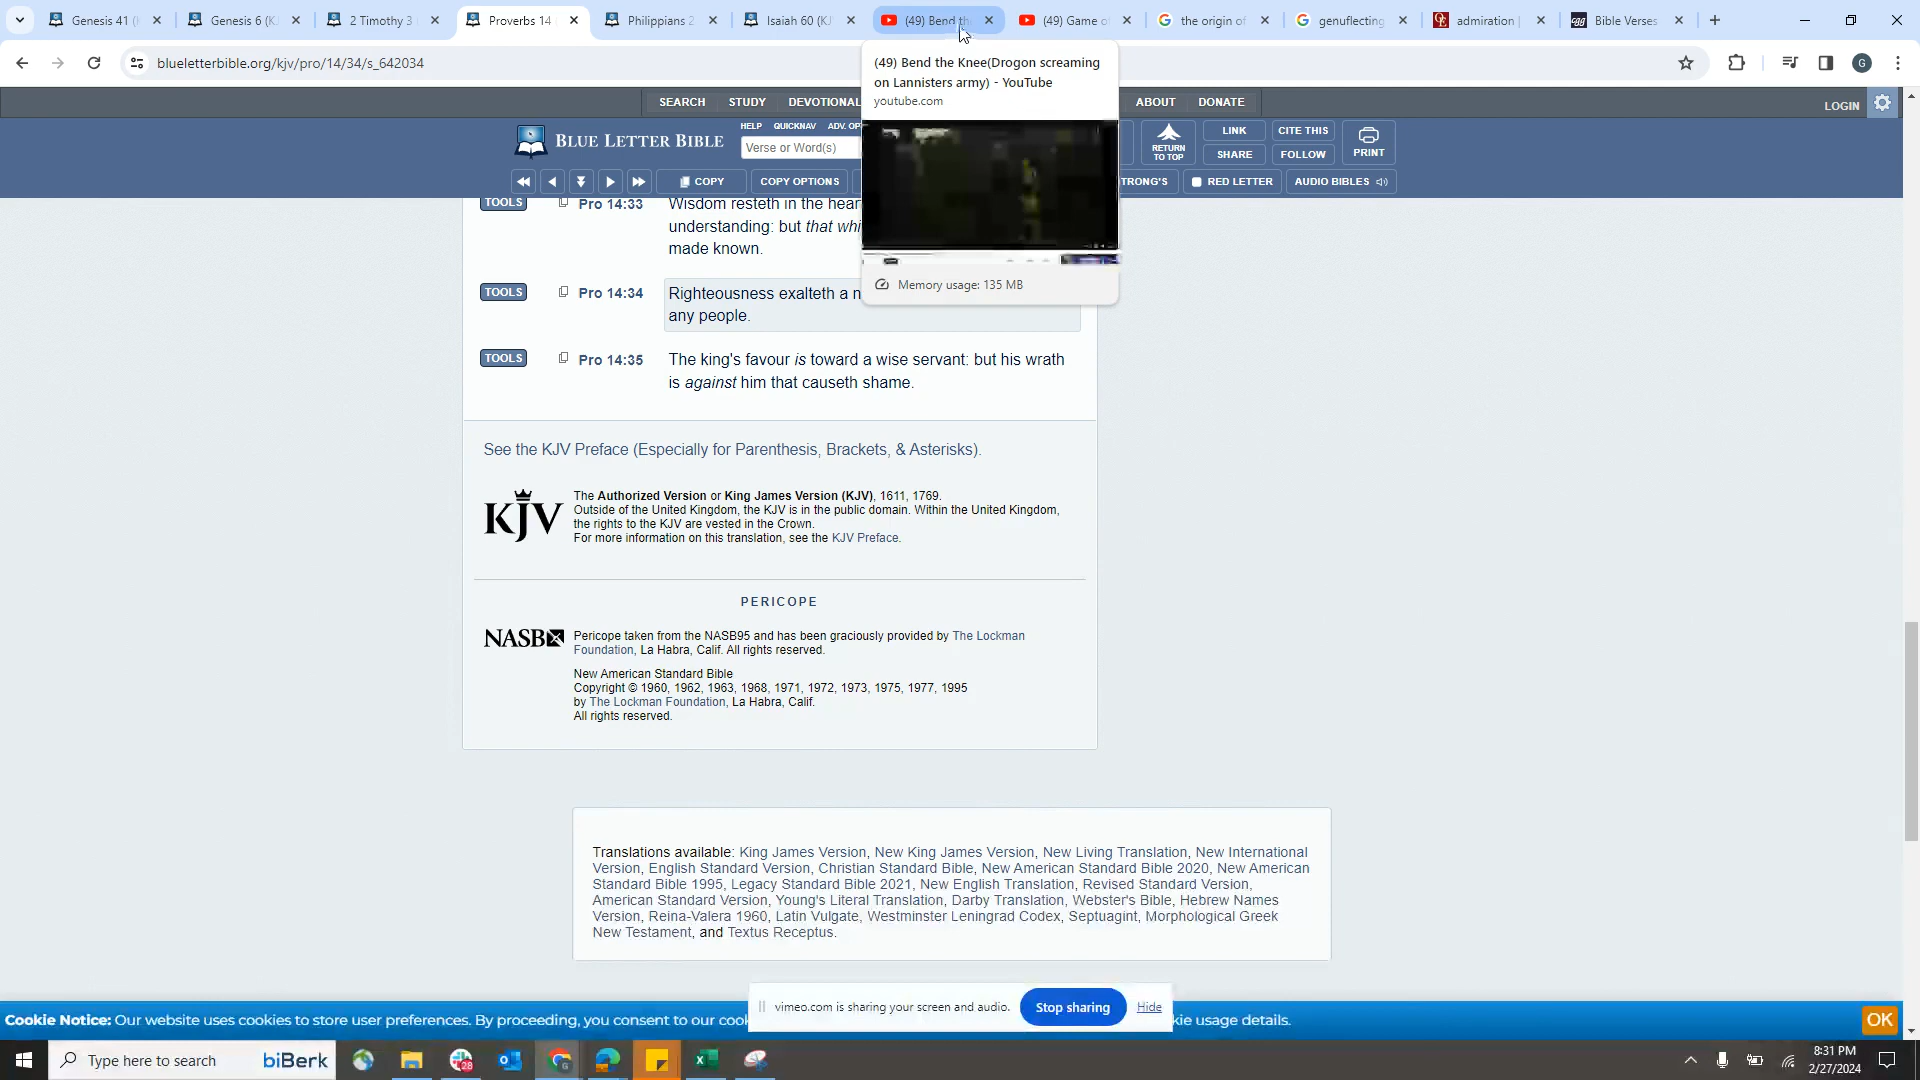 Genesis 41 (
Genesis 6 (K
2 Timothy 3
Proverbs 14
Philippians 2
Isaiah 60 (KJ
(49) Bend th
(49) Game o
the origin of
genuflecting
admiration |
Bible Verses
blueletterbible.org/kjv/pro/14/34/s_642034
G
(49) Bend the Knee(Drogon screaming
on Lannisters army) - YouTube
youtube.com
Memory usage: 135 MB
SEARCH STUDY DEVOTIONAL ABOUT DONATE
LOGIN
BLUE LETTER BIBLE
HELP QUICKNAV ADV. OP
Verse or Word(s)
RETURN
TO TOP
LINK
CITE THIS
SHARE
FOLLOW
PRINT
COPY
COPY OPTIONS
TRONG'S
RED LETTER
AUDIO BIBLES
TOOLS Pro 14:33 Wisdom resteth in the hear
understanding: but that whi
made known.
TOOLS Pro 14:34 Righteousness exalteth a n
any people.
TOOLS Pro 14:35 The king's favour is toward a wise servant: but his wrath
is against him that causeth shame.
See the KJV Preface (Especially for Parenthesis, Brackets, & Asterisks).
KJV
The Authorized Version or King James Version (KJV), 1611, 1769.
Outside of the United Kingdom, the KJV is in the public domain. Within the United Kingdom,
the rights to the KJV are vested in the Crown.
For more information on this translation, see the KJV Preface.
PERICOPE
NASB
Pericope taken from the NASB95 and has been graciously provided by The Lockman
Foundation, La Habra, Calif. All rights reserved.
New American Standard Bible
Copyright © 1960, 1962, 1963, 1968, 1971, 1972, 1973, 1975, 1977, 1995
by The Lockman Foundation, La Habra, Calif.
All rights reserved.
Translations available: King James Version, New King James Version, New Living Translation, New International
Version, English Standard Version, Christian Standard Bible, New American Standard Bible 2020, New American
Standard Bible 1995, Legacy Standard Bible 2021, New English Translation, Revised Standard Version,
American Standard Version, Young's Literal Translation, Darby Translation, Webster's Bible, Hebrew Names
Version, Reina-Valera 1960, Latin Vulgate, Westminster Leningrad Codex, Septuagint, Morphological Greek
New Testament, and Textus Receptus.
vimeo.com is sharing your screen and audio. Stop sharing Hide
Cookie Notice: Our website uses cookies to store user preferences. By proceeding, you consent to our cook kie usage details.
OK
Type here to search
biBerk
28
8:31 PM
2/27/2024